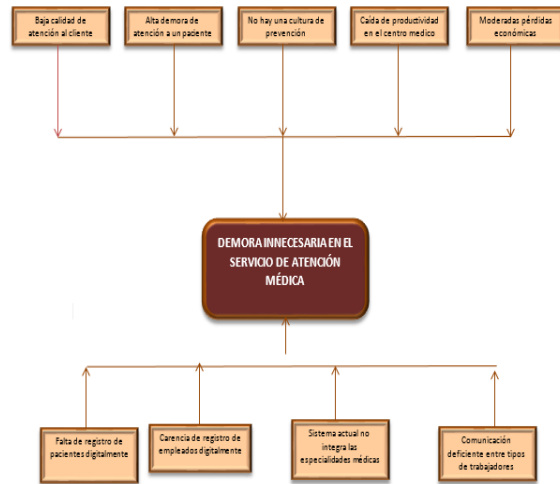 Baja calidad de
atención al cliente
Alta demora de
atención a un paciente
No hay una cultura de
prevención
Caída de productividad
en el centro medico
Moderadas pérdidas
económicas
DEMORA INNECESARIA EN EL
SERVICIO DE ATENCIÓN
MÉDICA
Falta de registro de
pacientes digitalmente
Carencia de registro de
empleados digitalmente
Sistema actual no
integra las
especialidades médicas
Comunicación
deficiente entre tipos
de trabajadores